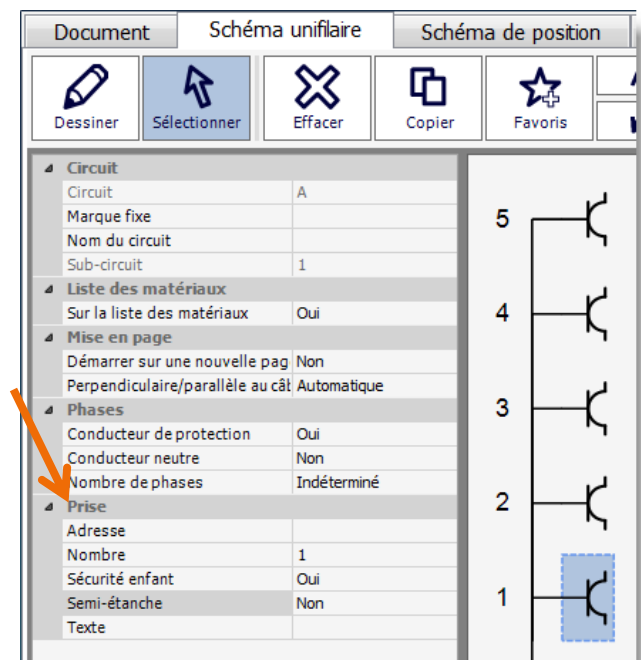 Document Schéma unifilaire Schéma de position
Dessiner Sélectionner Effacer Copier Favoris
Circuit
Circuit A
Marque fixe
Nom du circuit
Sub-circuit 1
Liste des matériaux
Sur la liste des matériaux Oui
Mise en page
Démarrer sur une nouvelle pag Non
Perpendiculaire/parallèle au câb Automatique
Phases
Conducteur de protection Oui
Conducteur neutre Non
Nombre de phases Indéterminé
Prise
Adresse
Nombre 1
Sécurité enfant Oui
Semi-étanche Non
Texte
5
4
3
2
1